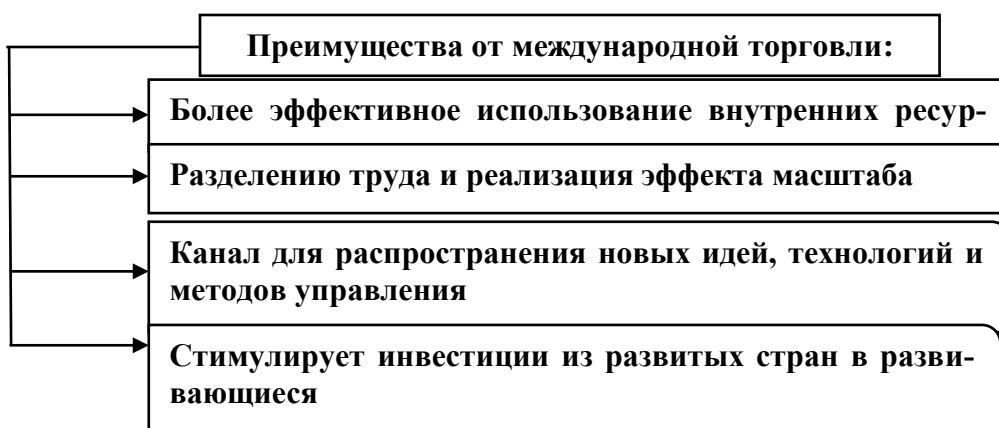 Преимущества от международной торговли:
Более эффективное использование внутренних ресур-
Разделению труда и реализация эффекта масштаба
Канал для распространения новых идей, технологий и
методов управления
Стимулирует инвестиции из развитых стран в разви-
вающиеся